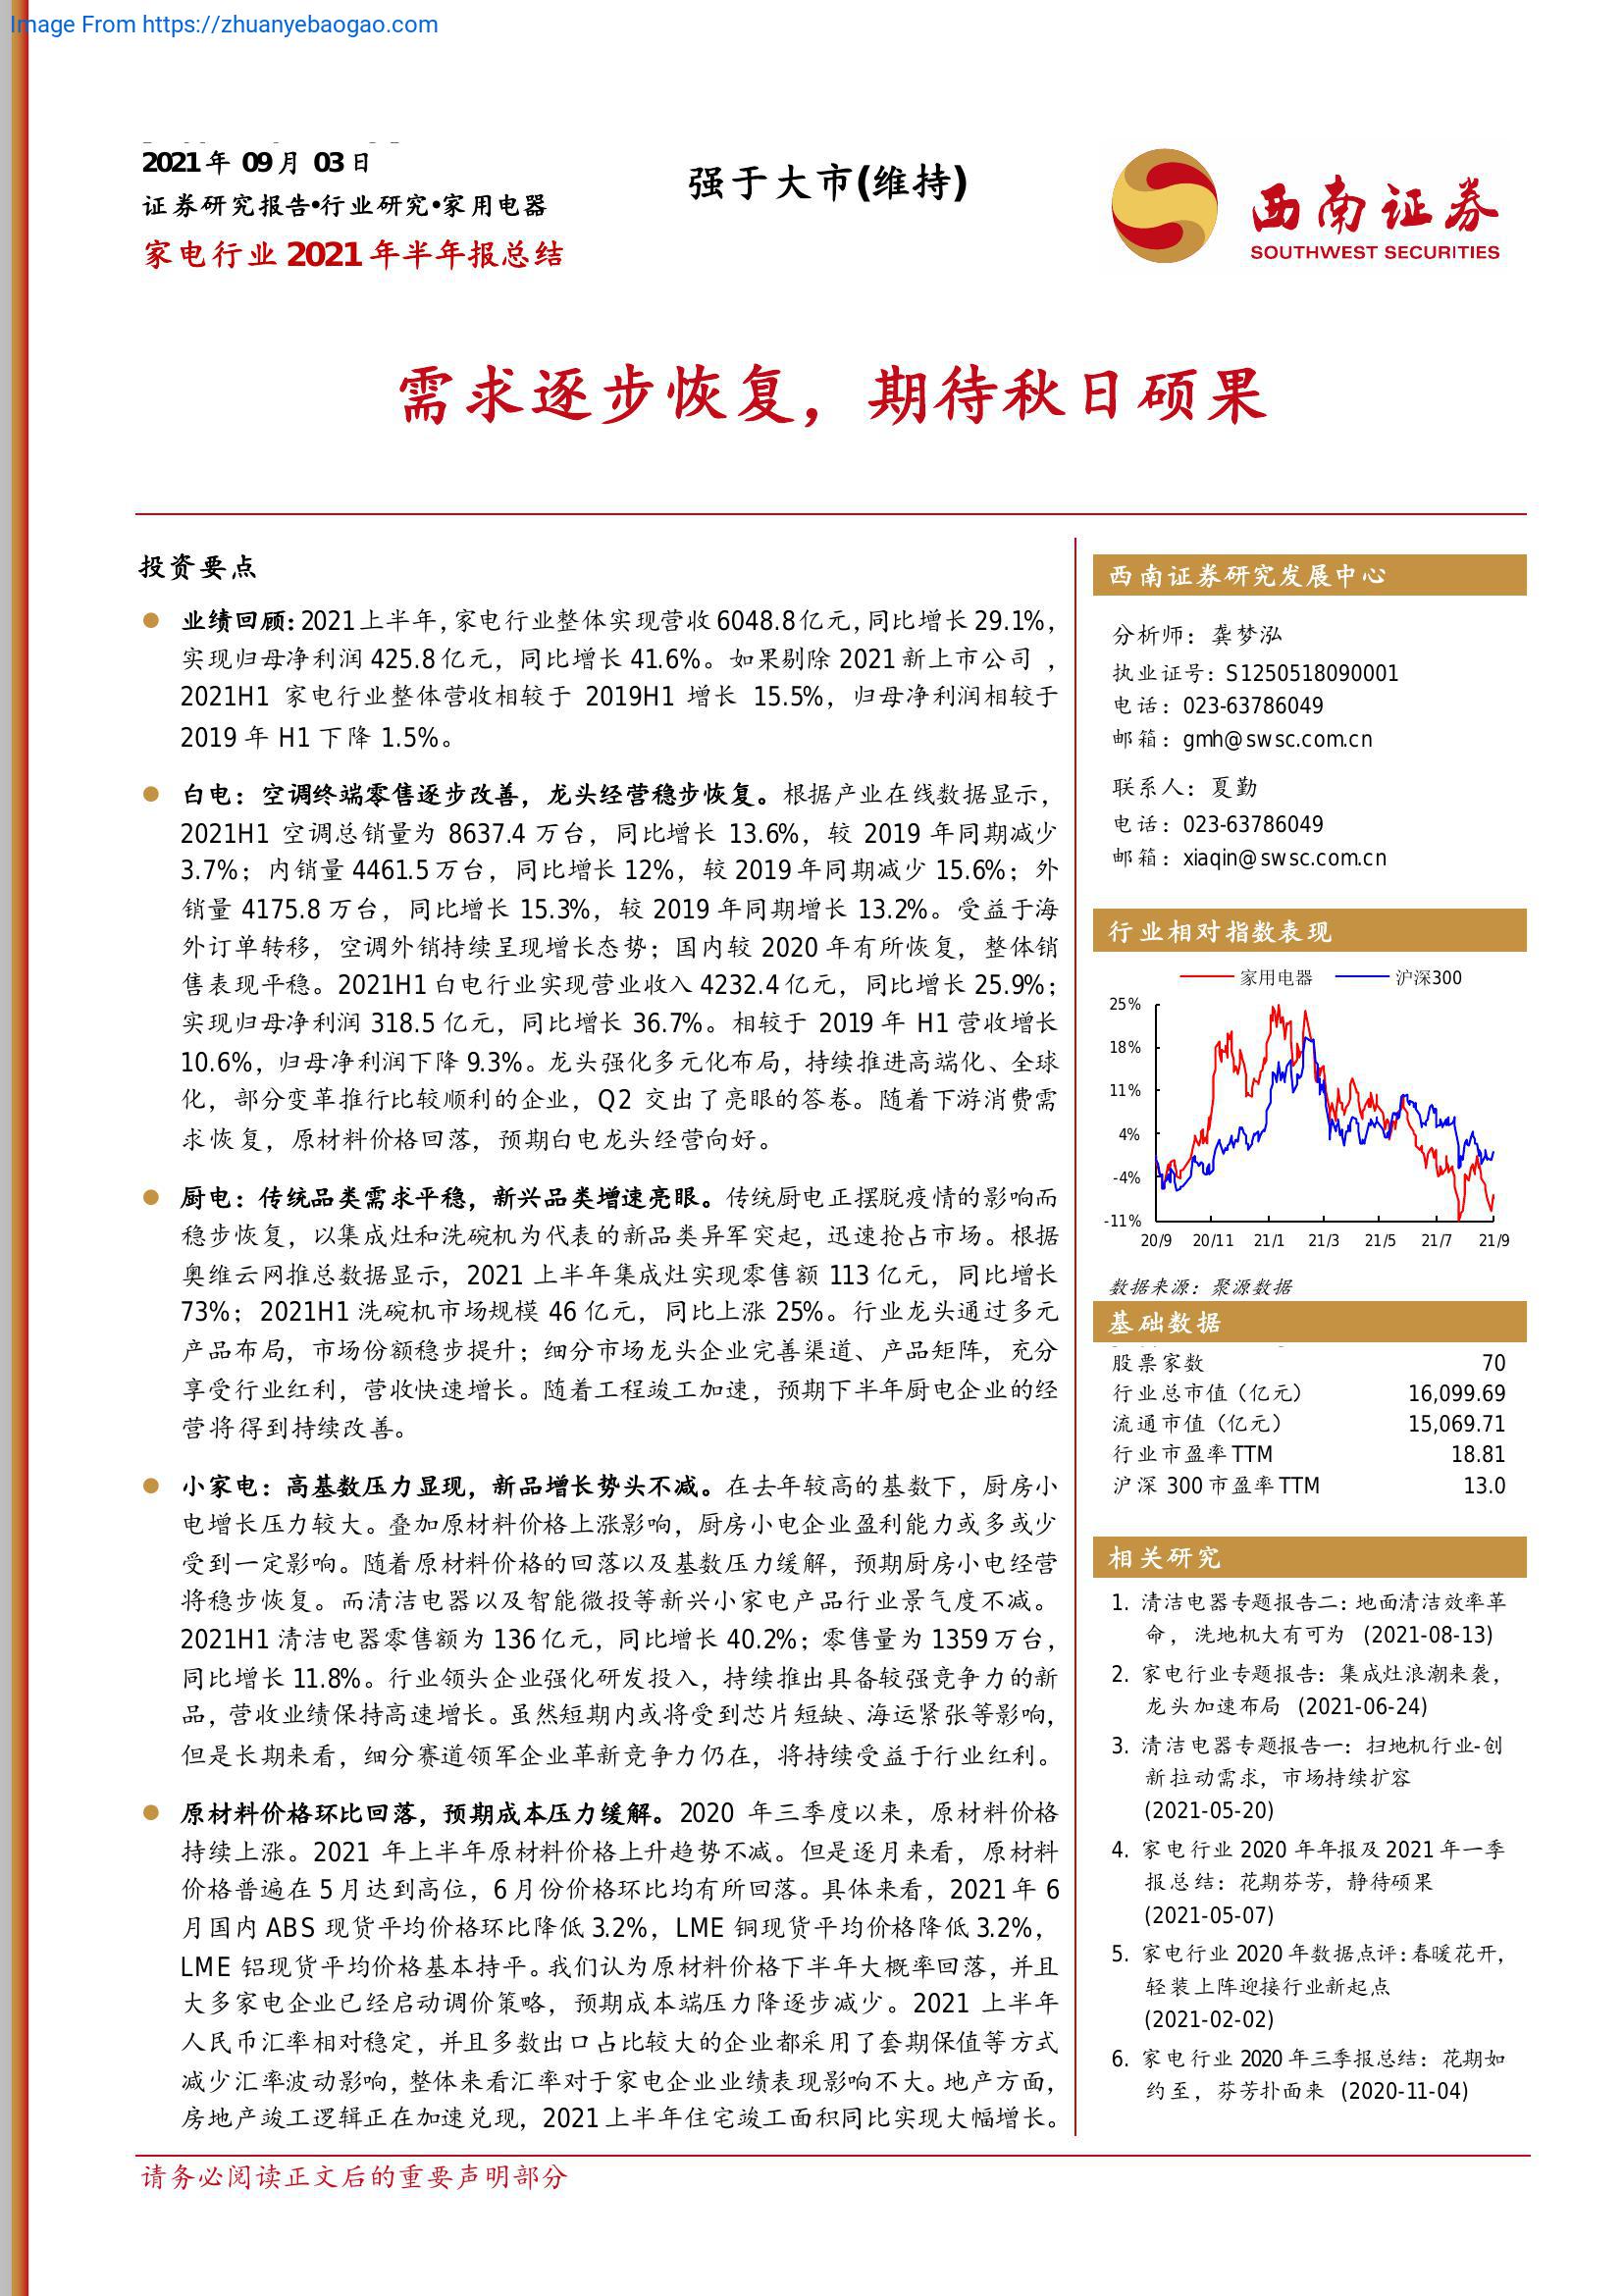 Image From https://zhuanyebaogao.com
2021年 09月 03日
证券研究报告•行业研究•家用电器
家电行业 2021 年半年报总结
强于大市(维持)
西南证券
SOUTHWEST SECURITIES
需求逐步恢复，期待秋日硕果
投资要点
业绩回顾：2021上半年，家电行业整体实现营收6048.8亿元，同比增长29.1%，
实现归母净利润 425.8亿元，同比增长 41.6%。如果剔除 2021新上市公司 ，
2021H1 家电行业整体营收相较于 2019H1 增长 15.5%，归母净利润相较于
2019 年 H1下降 1.5%。
白电：空调终端零售逐步改善，龙头经营稳步恢复。根据产业在线数据显示，
2021H1 空调总销量为 8637.4 万台，同比增长 13.6%，较 2019 年同期减少
3.7%；内销量 4461.5万台，同比增长 12%，较 2019年同期减少 15.6%；外
销量 4175.8 万台，同比增长 15.3%，较 2019 年同期增长 13.2%。受益于海
外订单转移，空调外销持续呈现增长态势；国内较 2020 年有所恢复，整体销
售表现平稳。2021H1白电行业实现营业收入4232.4亿元，同比增长25.9%；
实现归母净利润 318.5 亿元，同比增长 36.7%。相较于 2019 年 H1 营收增长
10.6%，归母净利润下降 9.3%。龙头强化多元化布局，持续推进高端化、全球
化，部分变革推行比较顺利的企业，Q2 交出了亮眼的答卷。随着下游消费需
求恢复，原材料价格回落，预期白电龙头经营向好。
厨电：传统品类需求平稳，新兴品类增速亮眼。传统厨电正摆脱疫情的影响而
稳步恢复，以集成灶和洗碗机为代表的新品类异军突起，迅速抢占市场。根据
奥维云网推总数据显示，2021 上半年集成灶实现零售额 113 亿元，同比增长
73%；2021H1 洗碗机市场规模 46 亿元，同比上涨 25%。行业龙头通过多元
产品布局，市场份额稳步提升；细分市场龙头企业完善渠道、产品矩阵，充分
享受行业红利，营收快速增长。随着工程竣工加速，预期下半年厨电企业的经
营将得到持续改善。
小家电：高基数压力显现，新品增长势头不减。在去年较高的基数下，厨房小
电增长压力较大。叠加原材料价格上涨影响，厨房小电企业盈利能力或多或少
受到一定影响。随着原材料价格的回落以及基数压力缓解，预期厨房小电经营
将稳步恢复。而清洁电器以及智能微投等新兴小家电产品行业景气度不减。
2021H1 清洁电器零售额为 136亿元，同比增长 40.2%；零售量为 1359万台，
同比增长 11.8%。行业领头企业强化研发投入，持续推出具备较强竞争力的新
品，营收业绩保持高速增长。虽然短期内或将受到芯片短缺、海运紧张等影响，
但是长期来看，细分赛道领军企业革新竞争力仍在，将持续受益于行业红利。
原材料价格环比回落，预期成本压力缓解。2020 年三季度以来，原材料价格
持续上涨。2021 年上半年原材料价格上升趋势不减。但是逐月来看，原材料
价格普遍在 5月达到高位，6月份价格环比均有所回落。具体来看，2021年 6
月国内 ABS 现货平均价格环比降低 3.2%，LME 铜现货平均价格降低 3.2%，
LME 铝现货平均价格基本持平。我们认为原材料价格下半年大概率回落，并且
大多家电企业已经启动调价策略，预期成本端压力降逐步减少。2021 上半年
人民币汇率相对稳定，并且多数出口占比较大的企业都采用了套期保值等方式
减少汇率波动影响，整体来看汇率对于家电企业业绩表现影响不大。地产方面，
房地产竣工逻辑正在加速兑现，2021上半年住宅竣工面积同比实现大幅增长。
西南证券研究发展中心
分析师：龚梦泓
执业证号：S1250518090001
电话：023-63786049
邮箱：gmh@swsc.com.cn
联系人：夏勤
电话：023-63786049
邮箱：xiaqin@swsc.com.cn
行业相对指数表现
家用电器 沪深300
25%
18%
11%
4%
-4%
-11%
20/9 20/11 21/1 21/3 21/5 21/7 21/9
数据来源：聚源数据
基础数据
股票家数 70
行业总市值（亿元） 16,099.69
流通市值（亿元） 15,069.71
行业市盈率TTM 18.81
沪深 300市盈率TTM 13.0
相关研究
1. 清洁电器专题报告二：地面清洁效率革
命，洗地机大有可为 (2021-08-13)
2. 家电行业专题报告：集成灶浪潮来袭，
龙头加速布局 (2021-06-24)
3. 清洁电器专题报告一：扫地机行业-创
新拉动需求，市场持续扩容
(2021-05-20)
4. 家电行业 2020 年年报及2021 年一季
报总结：花期芬芳，静待硕果
(2021-05-07)
5. 家电行业 2020 年数据点评：春暖花开，
轻装上阵迎接行业新起点
(2021-02-02)
6. 家电行业 2020年三季报总结：花期如
约至，芬芳扑面来 (2020-11-04)
请务必阅读正文后的重要声明部分